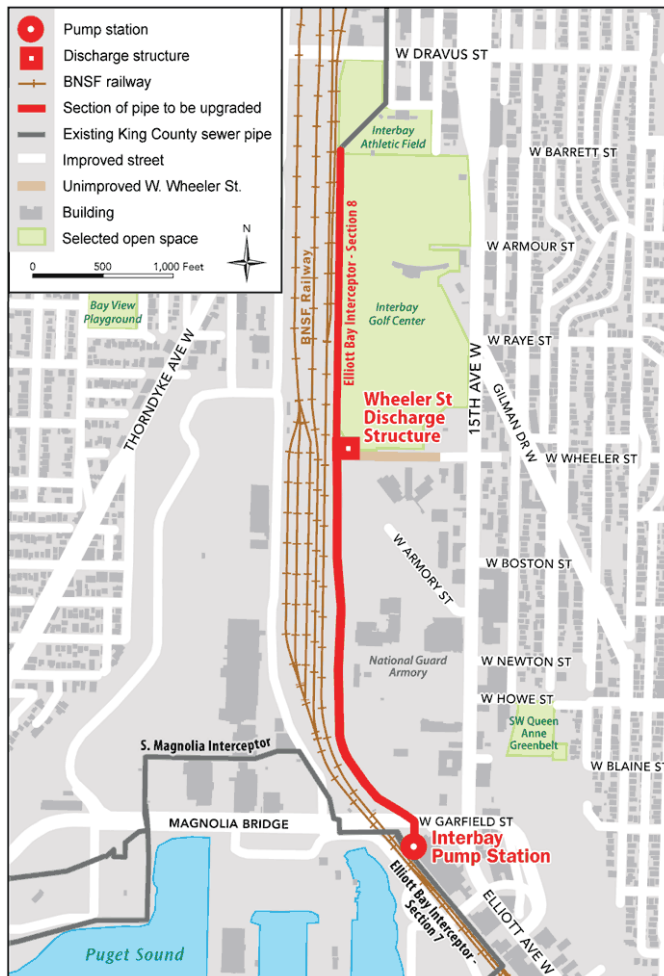 Pump station
Discharge structure
BNSF railway
Section of pipe to be upgraded
Existing King County sewer pipe
Improved street
Unimproved W. Wheeler St.
Building
Selected open space
N
0 500 1,000 Feet
W DRAVUS ST
Interbay
Athletic Field
W BARRETT ST
Elliott Bay Interceptor - Section 8
BNSF Railway
W ARMOUR ST
Bay View
Playground
Interbay
Golf Center
W RAYE ST
THORNDYKE AVE W
15TH AVE W
GILMAN DR W
Wheeler St
Discharge
Structure
W WHEELER ST
W ARMORY ST
W BOSTON ST
National Guard
Armory
W NEWTON ST
W HOWE ST
SW Queen
Anne
Greenbelt
S. Magnolia Interceptor
W BLAINE ST
MAGNOLIA BRIDGE
W GARFIELD ST
Interbay
Pump Station
Elliott Bay Interceptor -
Section 7
ELLIOTT AVE W
Puget Sound